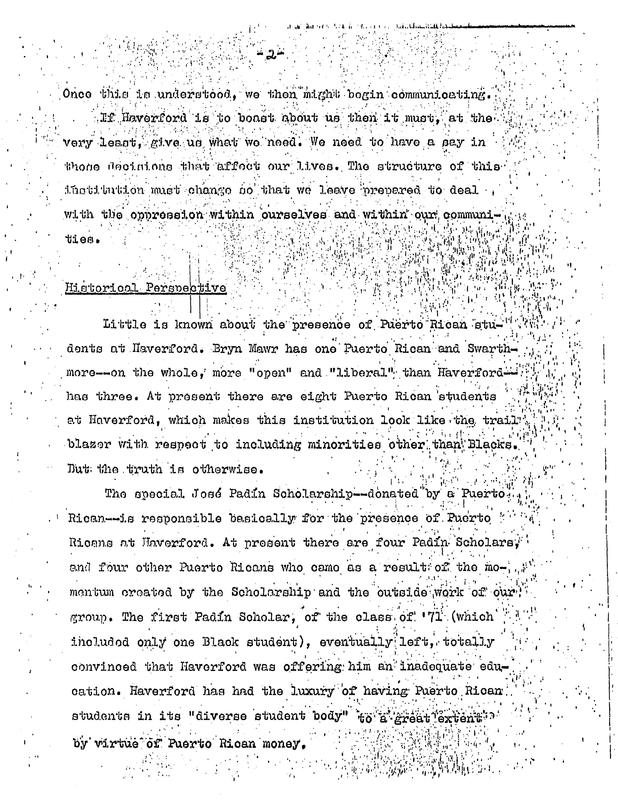 -2-
Once this is understood, we then might begin communicating.
If Haverford is to boast about us then it must, at the
very least, give us what we need. We need to have a say in
those decisions that affect our lives. The structure of this
institution must change so that we leave prepared to deal
with the oppression within ourselves and within our communi-
ties.
Historical Perspective
Little is known about the presence of Puerto Rican stu-
dents at Haverford. Bryn Mawr has one Puerto Rican and Swarth-
more--on the whole, more "open" and "liberal" than Haverford--
has three. At present there are eight Puerto Rican students
at Haverford, which makes this institution look like the trail
blazer with respect to including minorities other than Blacks.
But the truth is otherwise.
The special José Padín Scholarship--donated by a Puerto
Rican--is responsible basically for the presence of Puerto
Ricans at Haverford. At present there are four Padín Scholars,
and four other Puerto Ricans who came as a result of the mo-
mentum created by the Scholarship and the outside work of our
group. The first Padín Scholar, of the class of '71 (which
included only one Black student), eventually left, totally
convinced that Haverford was offering him an inadequate edu-
cation. Haverford has had the luxury of having Puerto Rican
students in its "diverse student body" to a great extent
by virtue of Puerto Rican money.